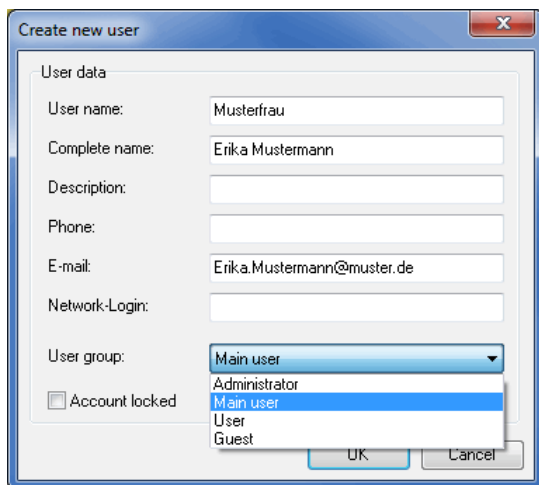 Create new user
User data
User name: Musterfrau
Complete name: Erika Mustermann
Description:
Phone:
E-mail: Erika.Mustermann@muster.de
Network-Login:
User group: Main user
Administrator
Account locked Main user
User
Guest
OK Cancel